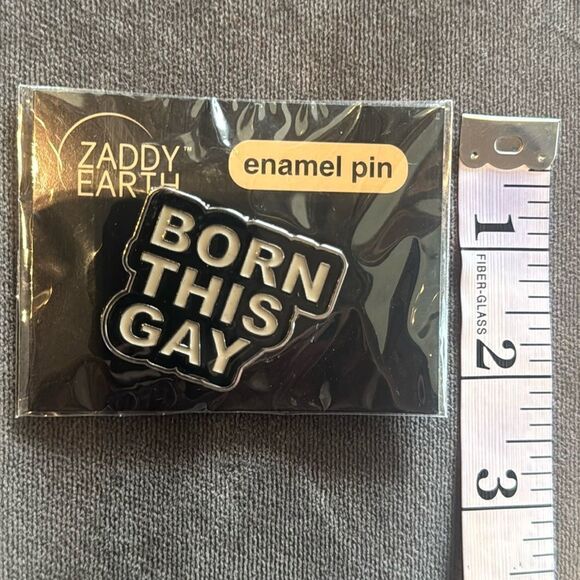 ZADDY™
EARTH
enamel pin
BORN
THIS
GAY
1
FIBER-GLASS
2
3